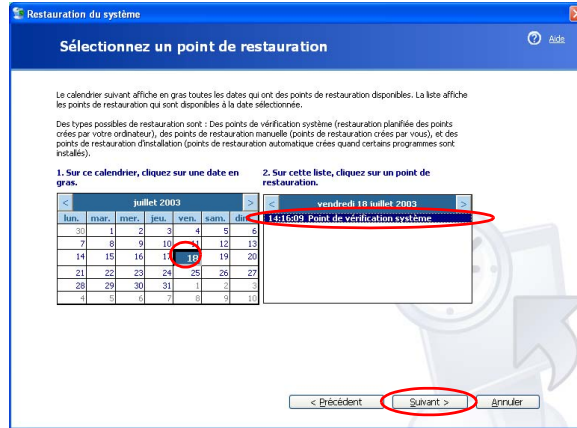 Restauration du système
Sélectionnez un point de restauration
Aide
Le calendrier suivant affiche en gras toutes les dates qui ont des points de restauration disponibles. La liste affiche
les points de restauration qui sont disponibles à la date sélectionnée.
Des types possibles de restauration sont : Des points de vérification système (restauration planifiée des points
crées par votre ordinateur), des points de restauration manuelle (points de restauration crées par vous), et des
points de restauration d'installation (points de restauration automatique crées quand certains programmes sont
installés).
1. Sur ce calendrier, cliquez sur une date en
gras.
2. Sur cette liste, cliquez sur un point de
restauration.
< juillet 2003 >
lun. mar. mer. jeu. ven. sam. dim.
30 1 2 3 4 5 6
7 8 9 10 11 12 13
14 15 16 17 18 19 20
21 22 23 24 25 26 27
28 29 30 31 1 2 3
4 5 6 7 8 9 10
< vendredi 18 juillet 2003 >
14:16:09 Point de vérification système
< Précédent
Suivant >
Annuler